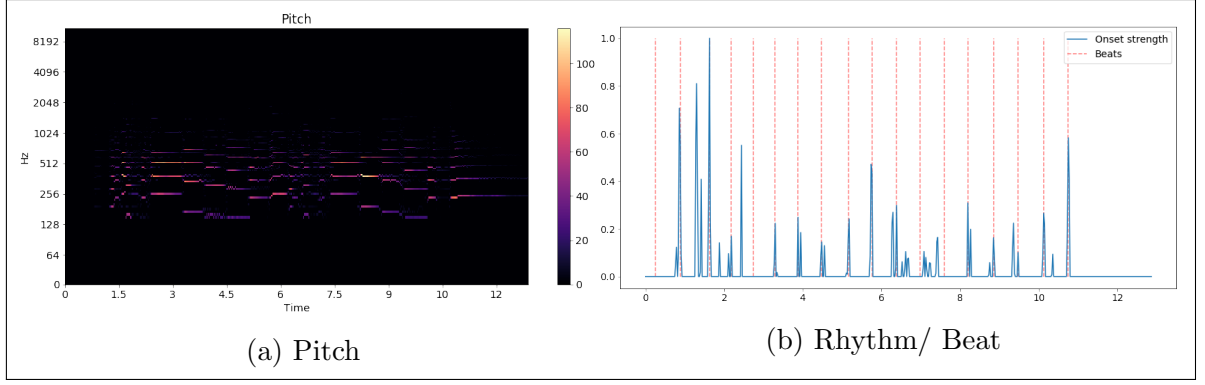 Pitch
8192
4096
2048
1024
512
256
128
64
0
Hz
0 1.5 3 4.5 6 7.5 9 10.5 12
Time
100
80
60
40
20
0
(a) Pitch
1.0
0.8
0.6
0.4
0.2
0.0
0 2 4 6 8 10 12
Onset strength
Beats
(b) Rhythm/ Beat